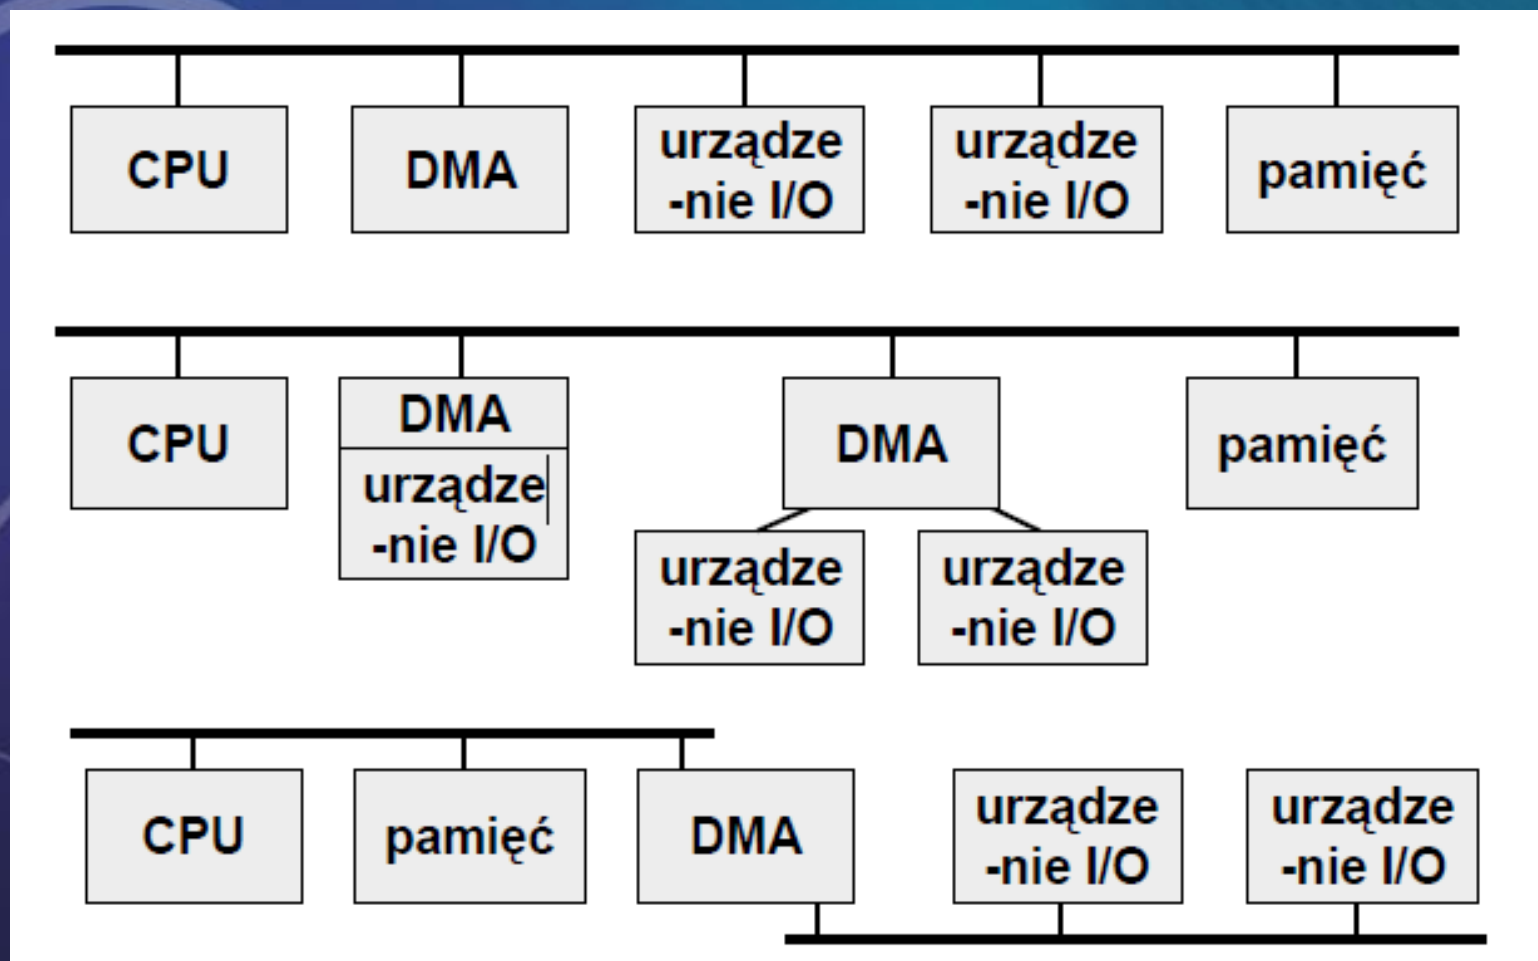 CPU
DMA
urządze
-nie I/O
urządze
-nie I/O
pamięć
CPU
DMA
urządze
-nie I/O
DMA
urządze
-nie I/O
urządze
-nie I/O
pamięć
CPU
pamięć
DMA
urządze
-nie I/O
urządze
-nie I/O